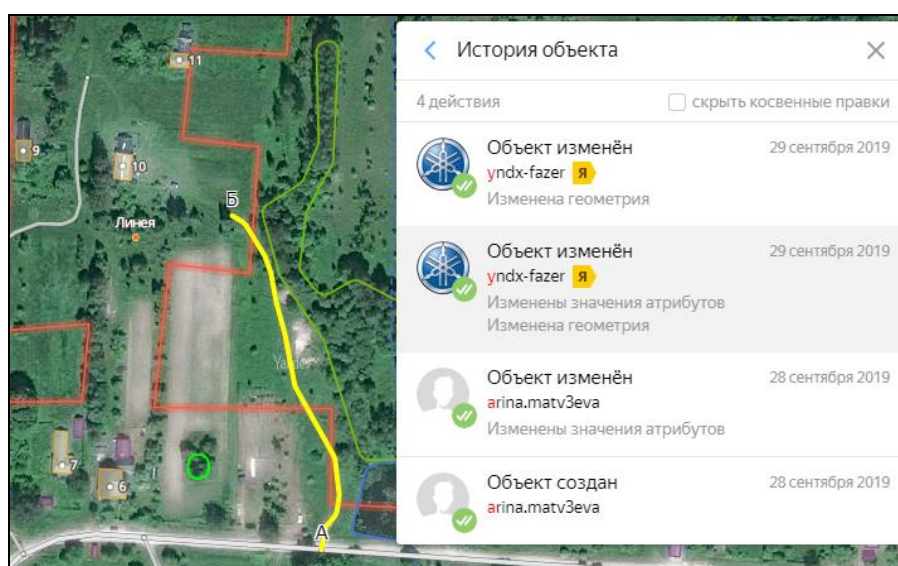 История объекта
4 действия
скрыть косвенные правки
Объект изменён
29 сентября 2019
yndx-fazer Я
Изменена геометрия
Объект изменён
29 сентября 2019
yndx-fazer Я
Изменены значения атрибутов
Изменена геометрия
Объект изменён
28 сентября 2019
arina.matv3eva
Изменены значения атрибутов
Объект создан
28 сентября 2019
arina.matv3eva
11
9
10
Б
Линея
Yandex
7
6
А